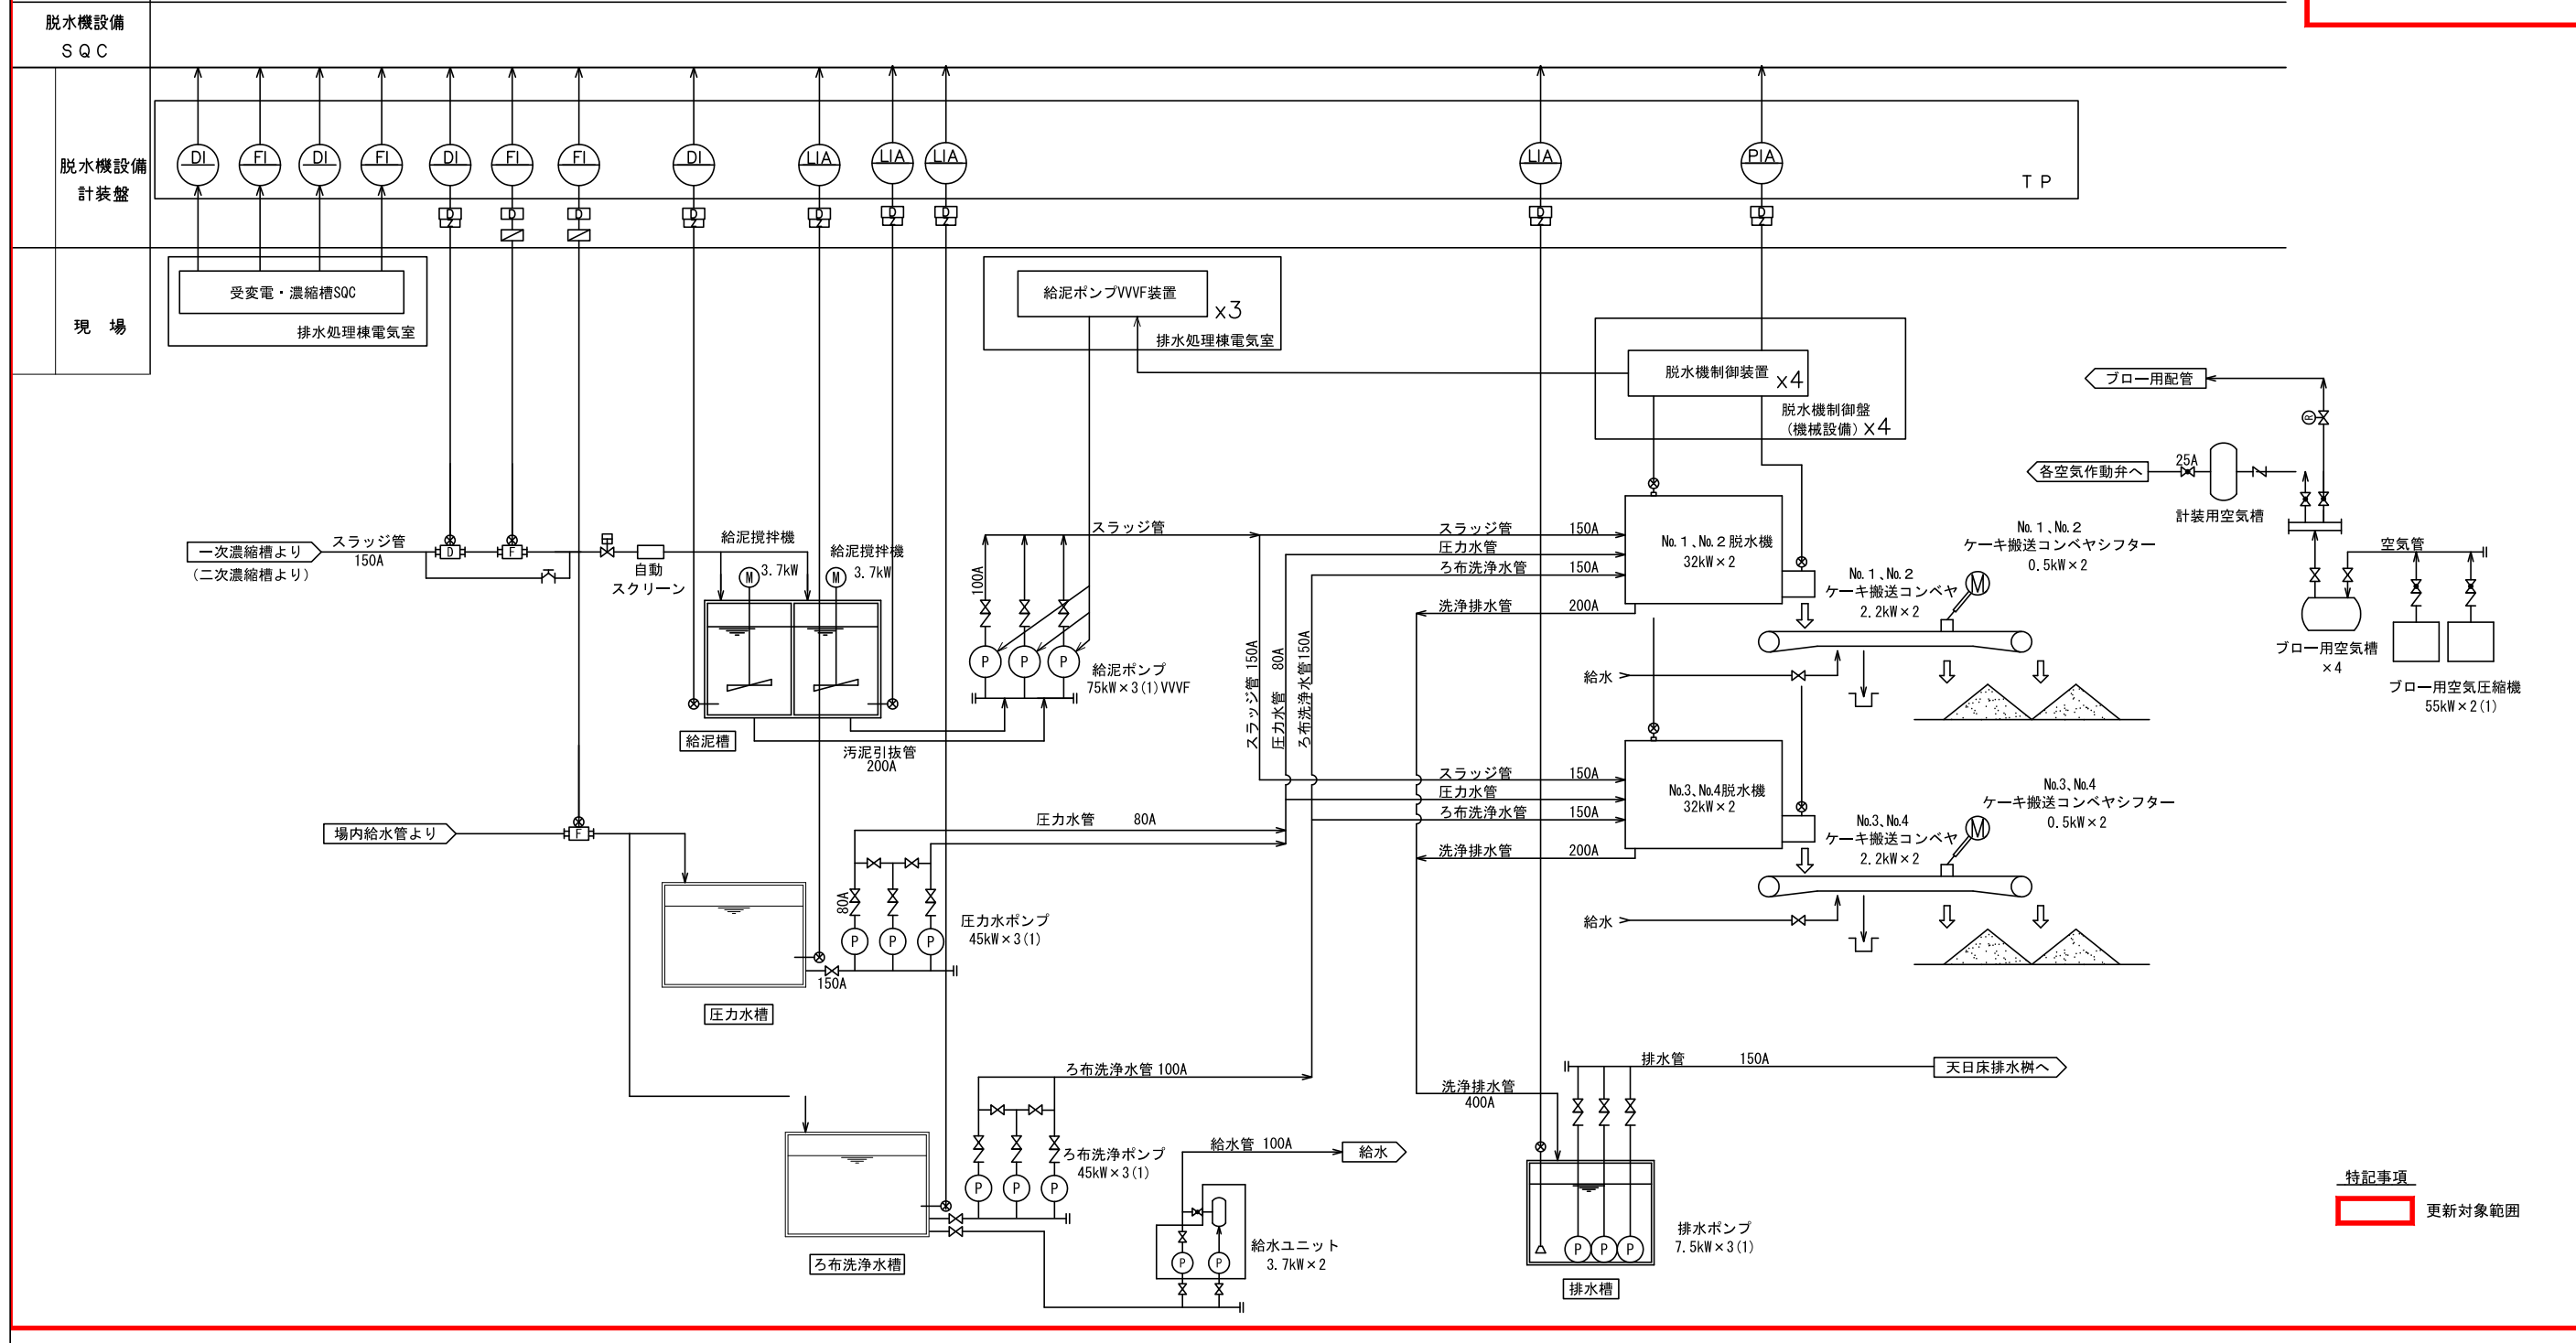 脱水機設備
ＳＱＣ
脱水機設備
計装盤
現　場
DI
FI
DI
FI
DI
FI
FI
DI
LIA
LIA
LIA
LIA
PIA
ＴＰ
D
D
D
D
D
D
D
D
D
Z
Z
Z
Z
Z
Z
Z
受変電・濃縮槽SQC
排水処理棟電気室
給泥ポンプVVVF装置
x3
排水処理棟電気室
脱水機制御装置
x4
脱水機制御盤
(機械設備) x4
ブロー用配管
R
各空気作動弁へ
25A
計装用空気槽
空気管
ブロー用空気槽
×4
ブロー用空気圧縮機
55kW×2(1)
一次濃縮槽より
(二次濃縮槽より)
スラッジ管
150A
D
F
自動
スクリーン
給泥撹拌機
M
3.7kW
給泥撹拌機
M
3.7kW
給泥槽
汚泥引抜管
200A
100A
P
P
P
給泥ポンプ
75kW×3(1)VVVF
スラッジ管
スラッジ管 150A
圧力水管 80A
ろ布洗浄水管150A
スラッジ管 150A
圧力水管
ろ布洗浄水管 150A
洗浄排水管 200A
No.1、No.2 脱水機
32kW×2
No.1、No.2
ケーキ搬送コンベヤ
2.2kW×2
M
No.1、No.2
ケーキ搬送コンベヤシフター
0.5kW×2
給水
スラッジ管 150A
圧力水管
ろ布洗浄水管 150A
洗浄排水管 200A
No.3、No.4脱水機
32kW×2
No.3、No.4
ケーキ搬送コンベヤ
2.2kW×2
M
No.3、No.4
ケーキ搬送コンベヤシフター
0.5kW×2
給水
場内給水管より
F
圧力水槽
150A
80A
P
P
P
圧力水管 80A
圧力水ポンプ
45kW×3(1)
ろ布洗浄水管 100A
P
P
P
ろ布洗浄ポンプ
45kW×3(1)
ろ布洗浄水槽
給水管 100A
給水
P
P
給水ユニット
3.7kW×2
洗浄排水管
400A
排水管 150A
天日床排水桝へ
P
P
P
排水ポンプ
7.5kW×3(1)
排水槽
特記事項
更新対象範囲